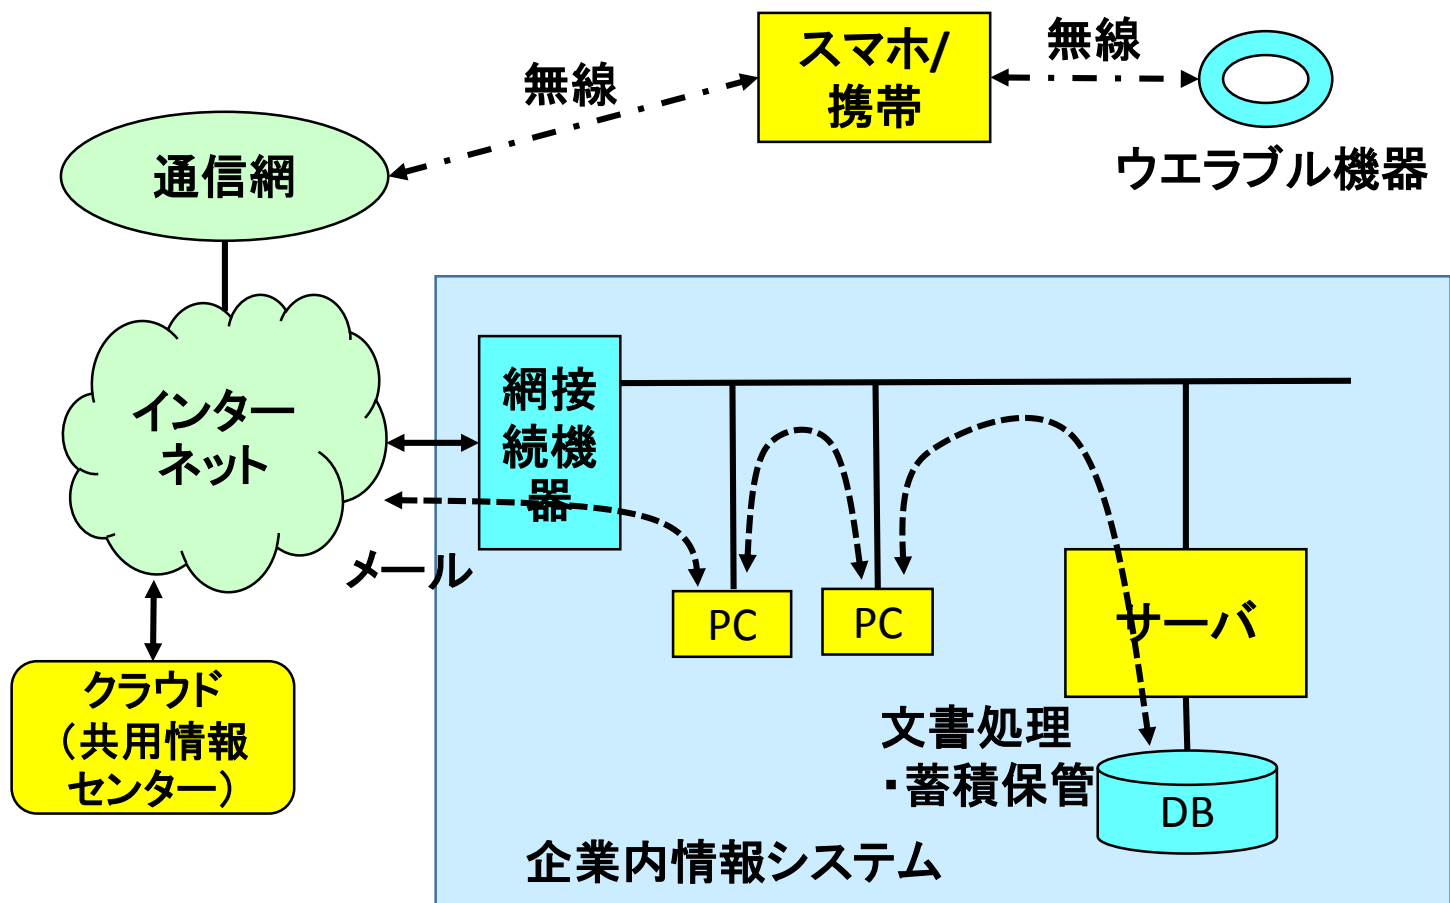 スマホ/
携帯
無線
無線
ウエラブル機器
通信網
インター
ネット
網接
続機
器
メール
PC
PC
サーバ
クラウド
（共用情報
センター）
文書処理
・蓄積保管
DB
企業内情報システム